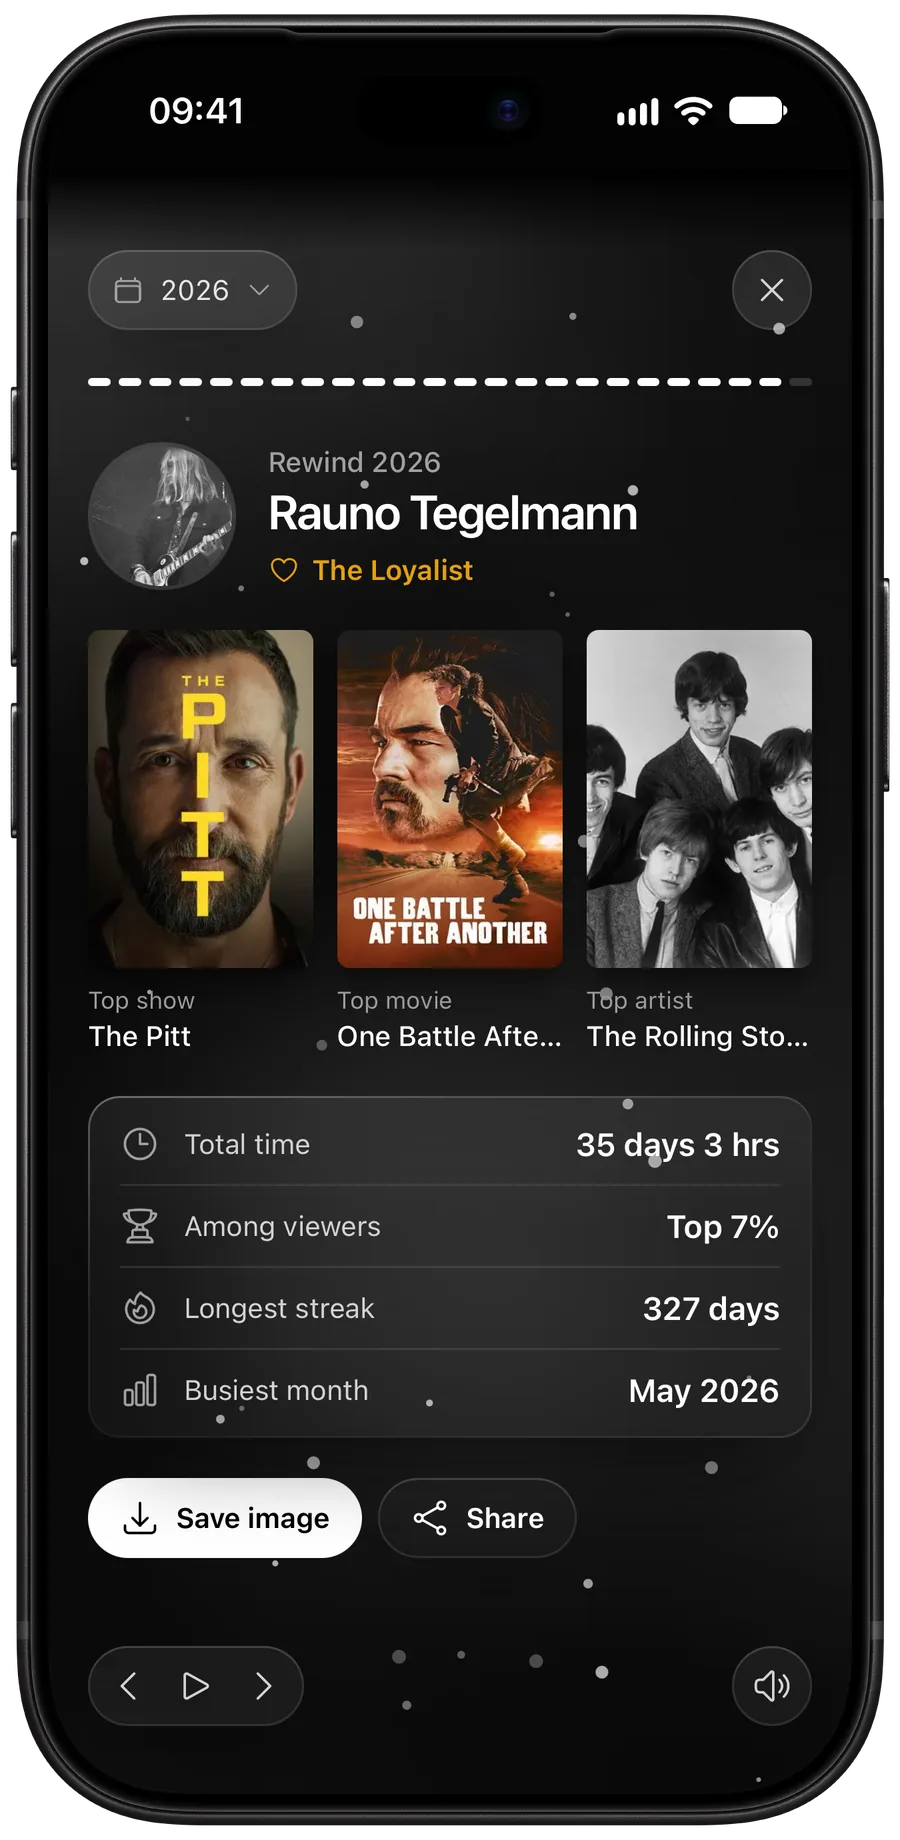 09:41
2026
Rewind 2026
Rauno Tegelmann
The Loyalist
THE
PITT
ONE BATTLE
AFTER ANOTHER
Top show
The Pitt
Top movie
One Battle Afte...
Top artist
The Rolling Sto...
Total time
35 days 3 hrs
Among viewers
Top 7%
Longest streak
327 days
Busiest month
May 2026
Save image
Share